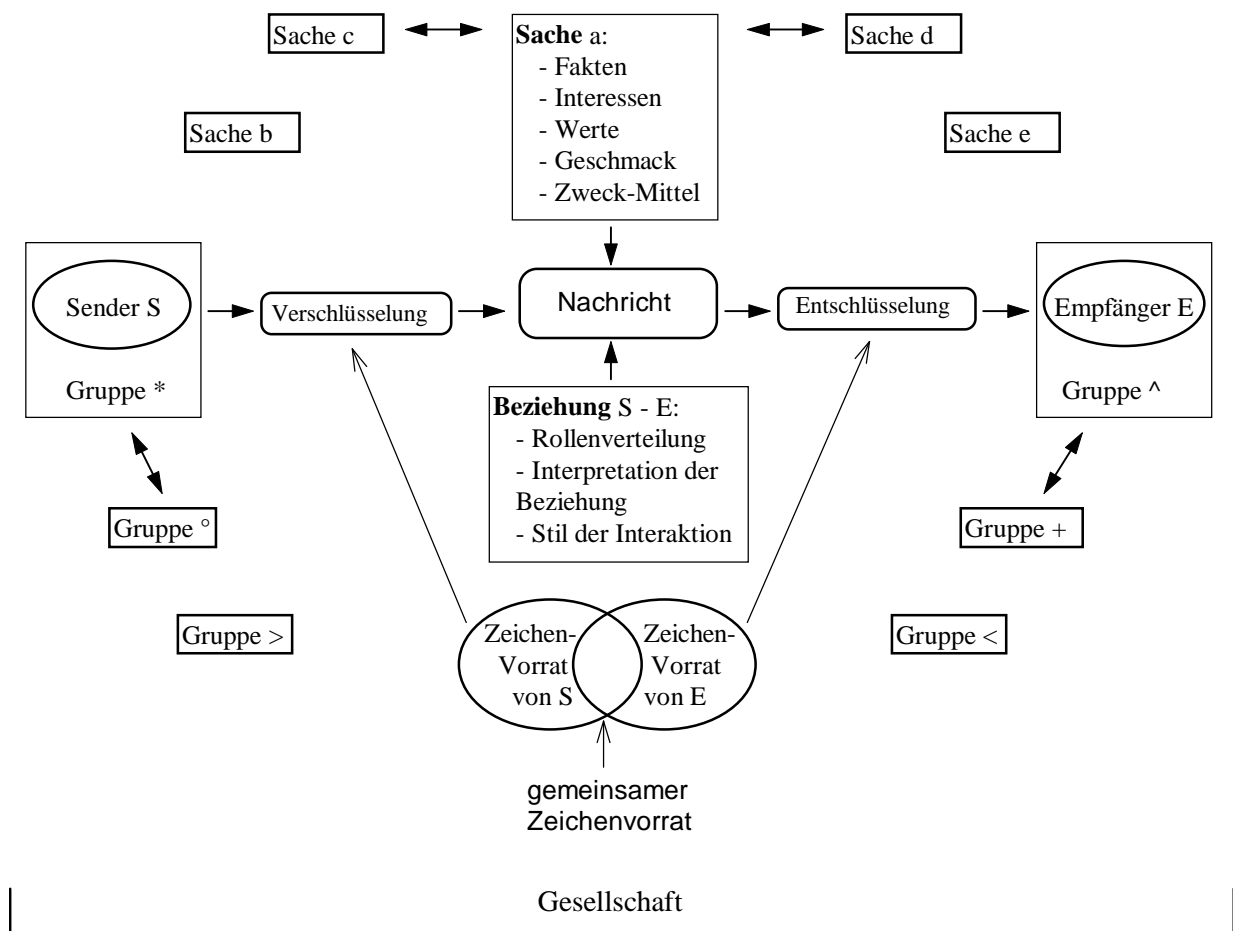 Sache c
Sache a:
- Fakten
- Interessen
- Werte
- Geschmack
- Zweck-Mittel
Sache d
Sache b
Sache e
Sender S
Gruppe *
Verschlüsselung
Nachricht
Entschlüsselung
Empfänger E
Gruppe ^
Beziehung S - E:
- Rollenverteilung
- Interpretation der
Beziehung
- Stil der Interaktion
Gruppe °
Gruppe +
Gruppe >
Gruppe <
Zeichen-
Vorrat
von S
Zeichen-
Vorrat
von E
gemeinsamer
Zeichenvorrat
Gesellschaft